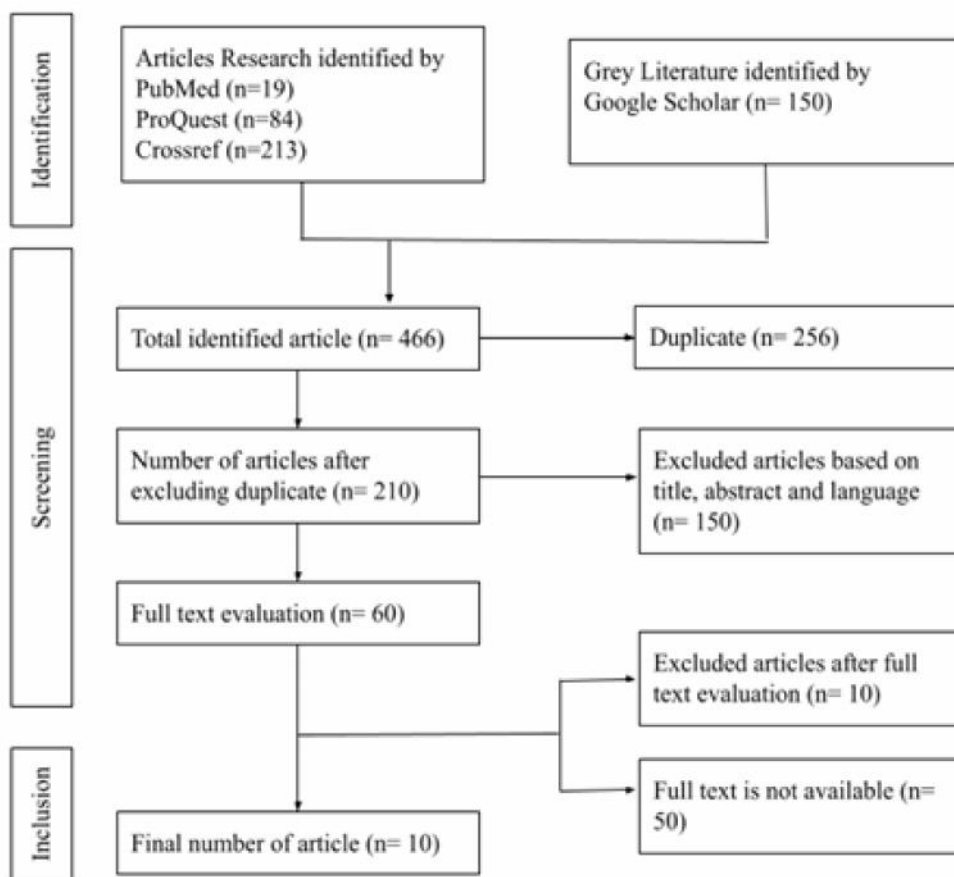 Identification
Articles Research identified by
PubMed (n=19)
ProQuest (n=84)
Crossref (n=213)
Grey Literature identified by
Google Scholar (n= 150)
Screening
Total identified article (n= 466)
Duplicate (n= 256)
Number of articles after
excluding duplicate (n= 210)
Excluded articles based on
title, abstract and language
(n= 150)
Full text evaluation (n= 60)
Excluded articles after full
text evaluation (n= 10)
Full text is not available (n=
50)
Inclusion
Final number of article (n= 10)